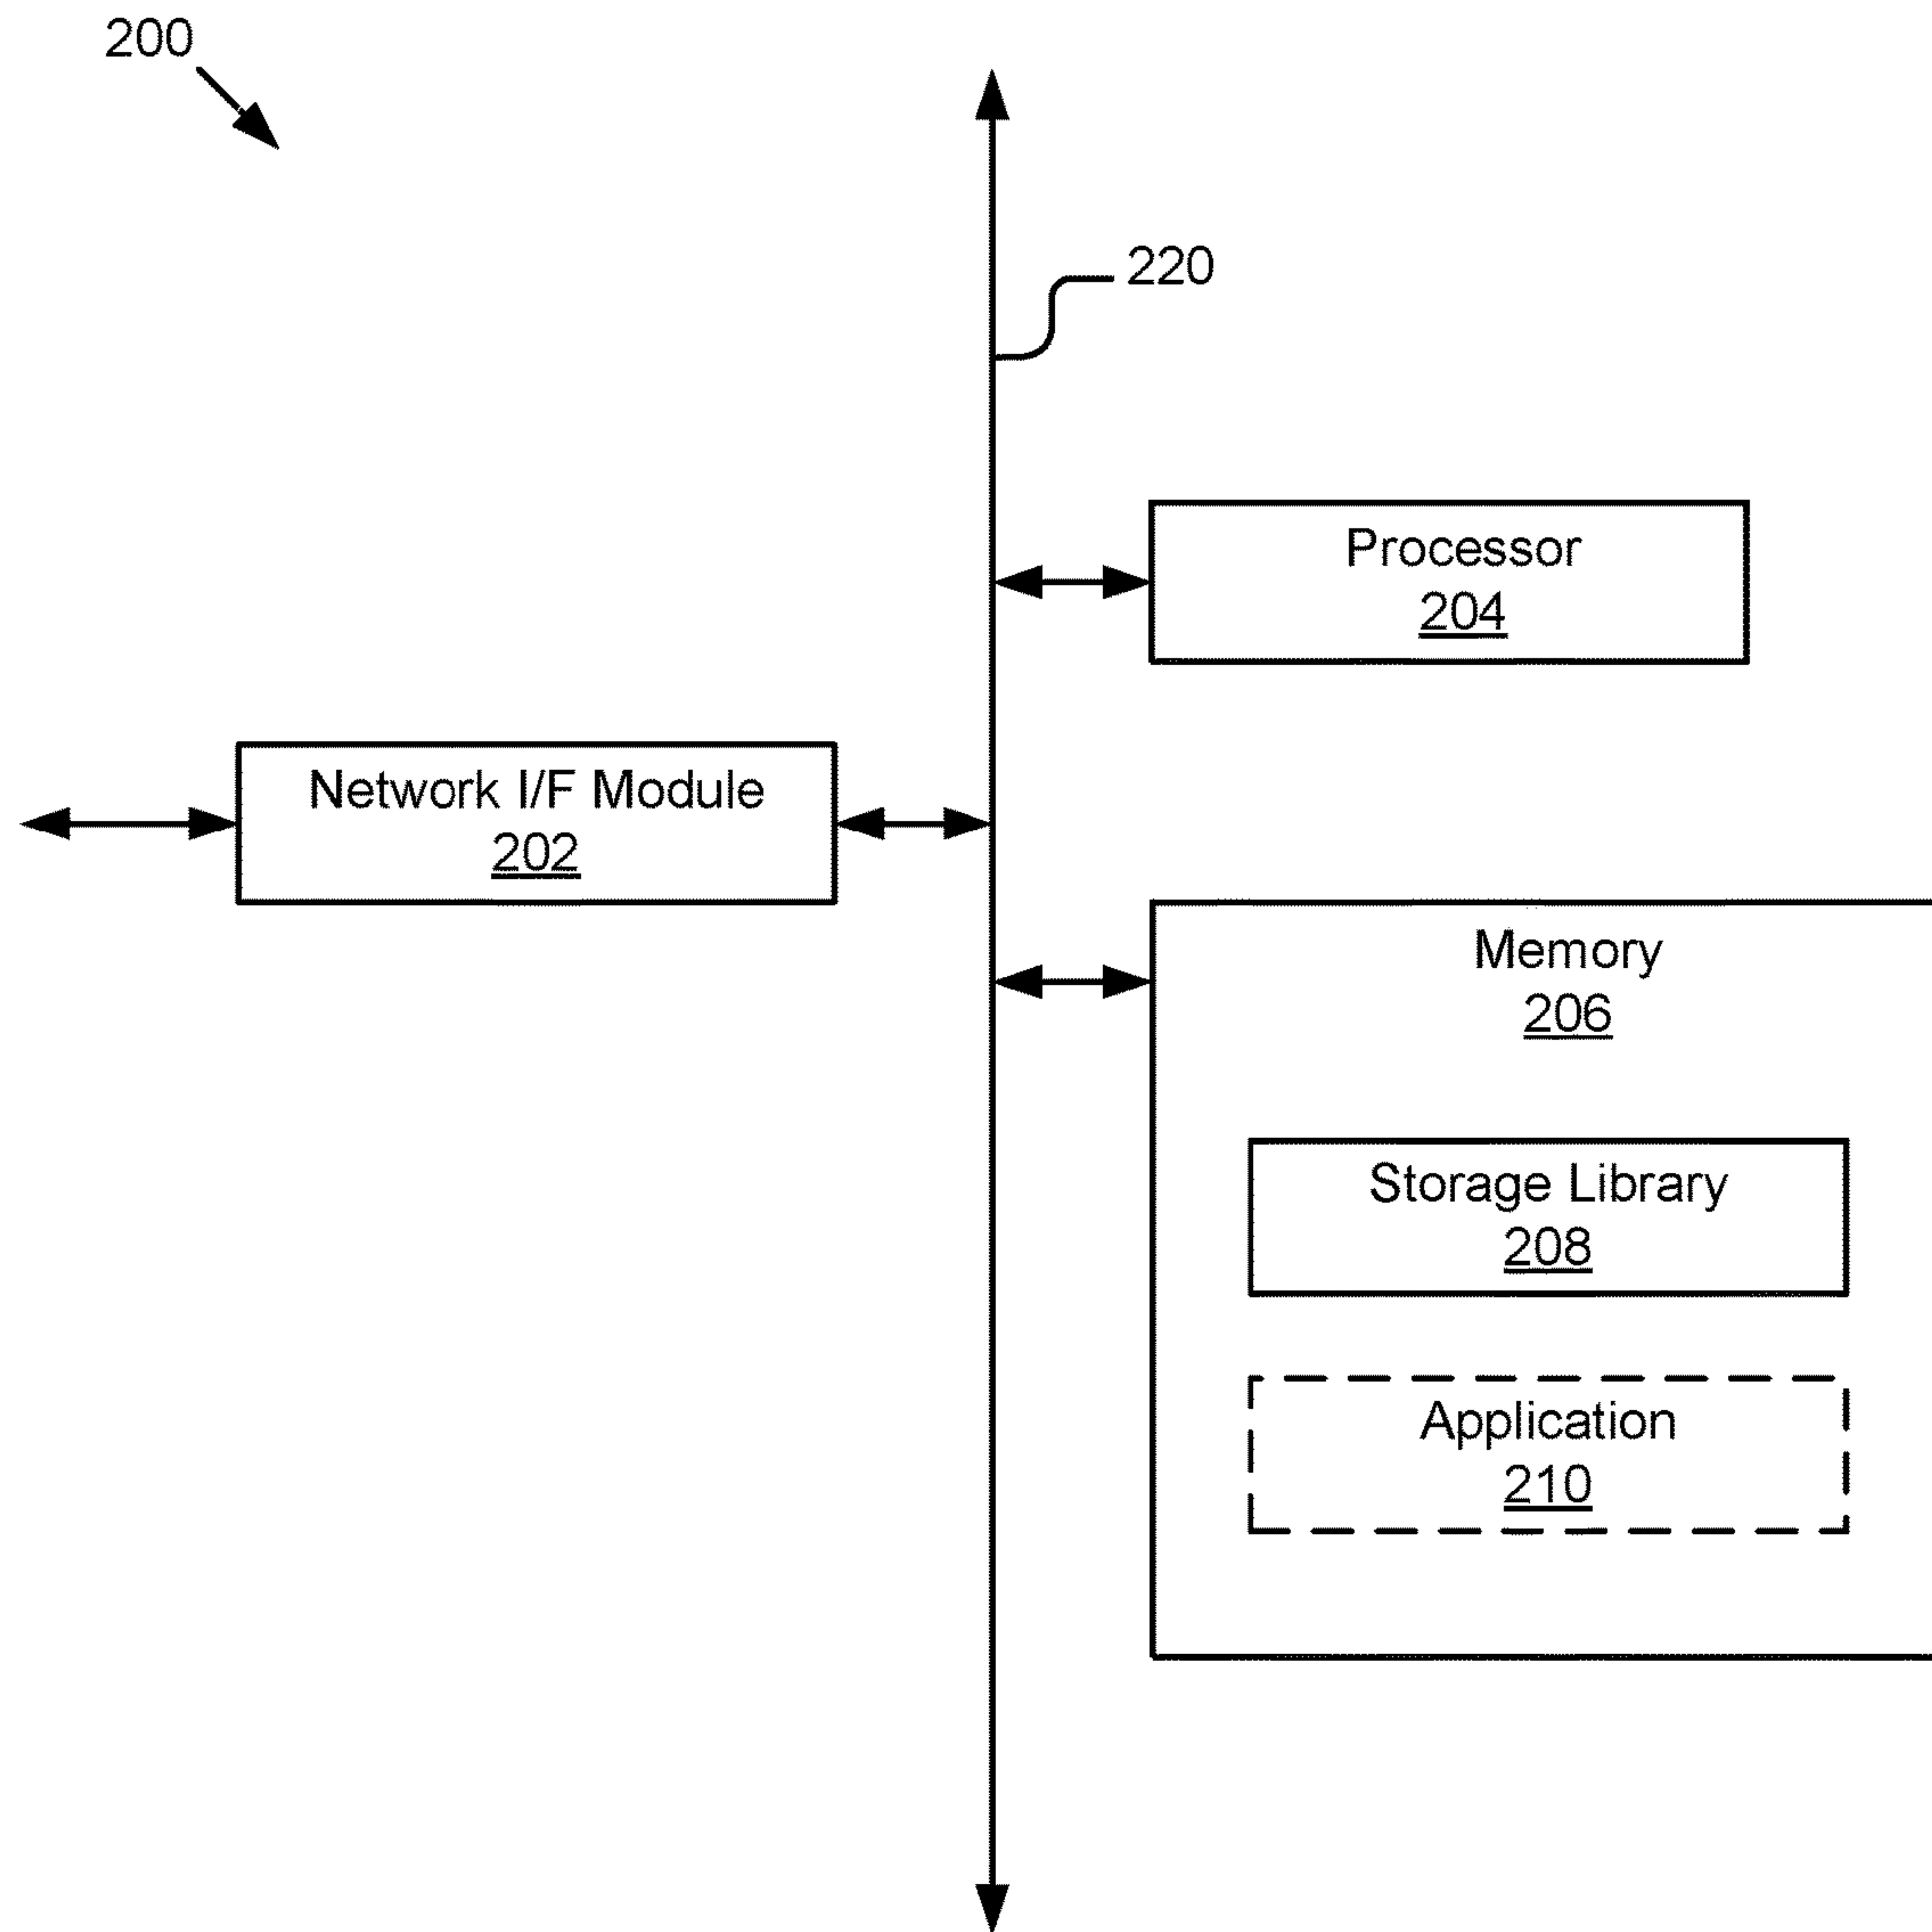 200
220
Processor
204
Network I/F Module
202
Memory
206
Storage Library
208
Application
210